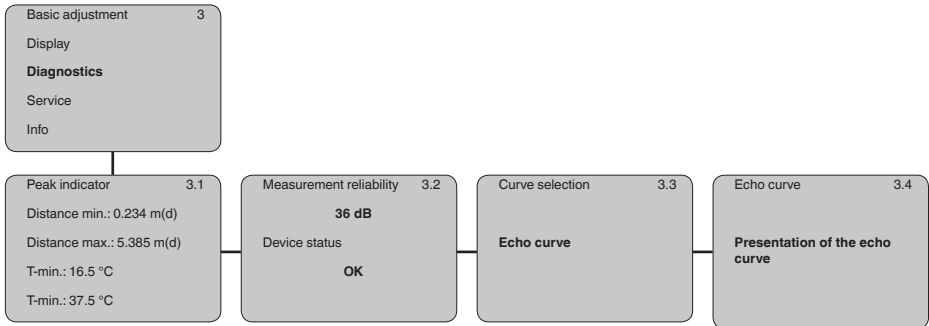 Basic adjustment 3
Display
Diagnostics
Service
Info
Peak indicator 3.1
Distance min.: 0.234 m(d)
Distance max.: 5.385 m(d)
T-min.: 16.5 °C
T-min.: 37.5 °C
Measurement reliability 3.2
36 dB
Device status
OK
Curve selection 3.3
Echo curve
Echo curve 3.4
Presentation of the echo
curve